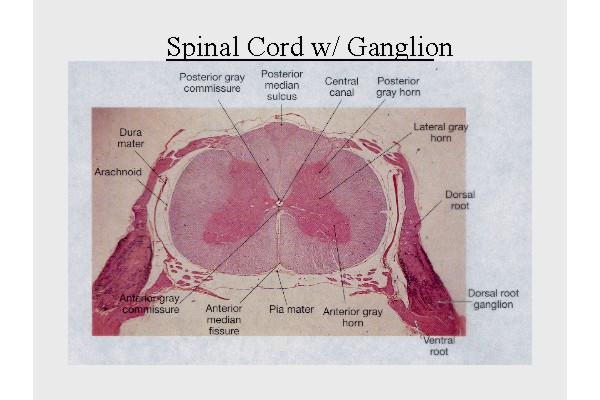 Spinal Cord w/ Ganglion
Posterior gray
commissure
Posterior
median
sulcus
Central
canal
Posterior
gray horn
Dura
mater
Lateral gray
horn
Arachnoid
Dorsal
root
Anterior gray
commissure
Anterior
median
fissure
Pia mater
Anterior gray
horn
Dorsal root
ganglion
Ventral
root